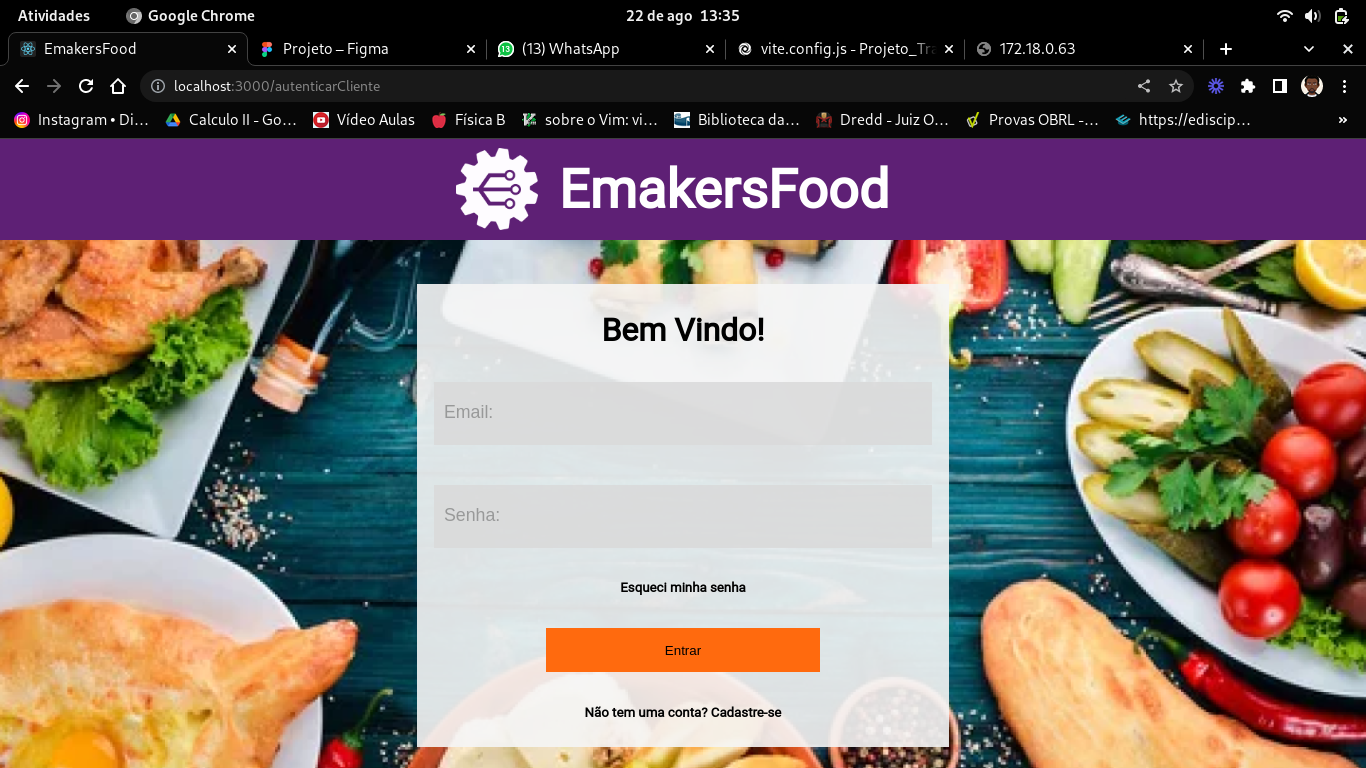 Atividades Google Chrome 22 de ago 13:35
EmakersFood Projeto – Figma (13) WhatsApp vite.config.js - Projeto_Tra 172.18.0.63
localhost:3000/autenticarCliente
Instagram • Di… Calculo II - Go… Vídeo Aulas Física B sobre o Vim: vi… Biblioteca da… Dredd - Juiz O… Provas OBRL -… https://ediscip… »
EmakersFood
Bem Vindo!
Email:
Senha:
Esqueci minha senha
Entrar
Não tem uma conta? Cadastre-se